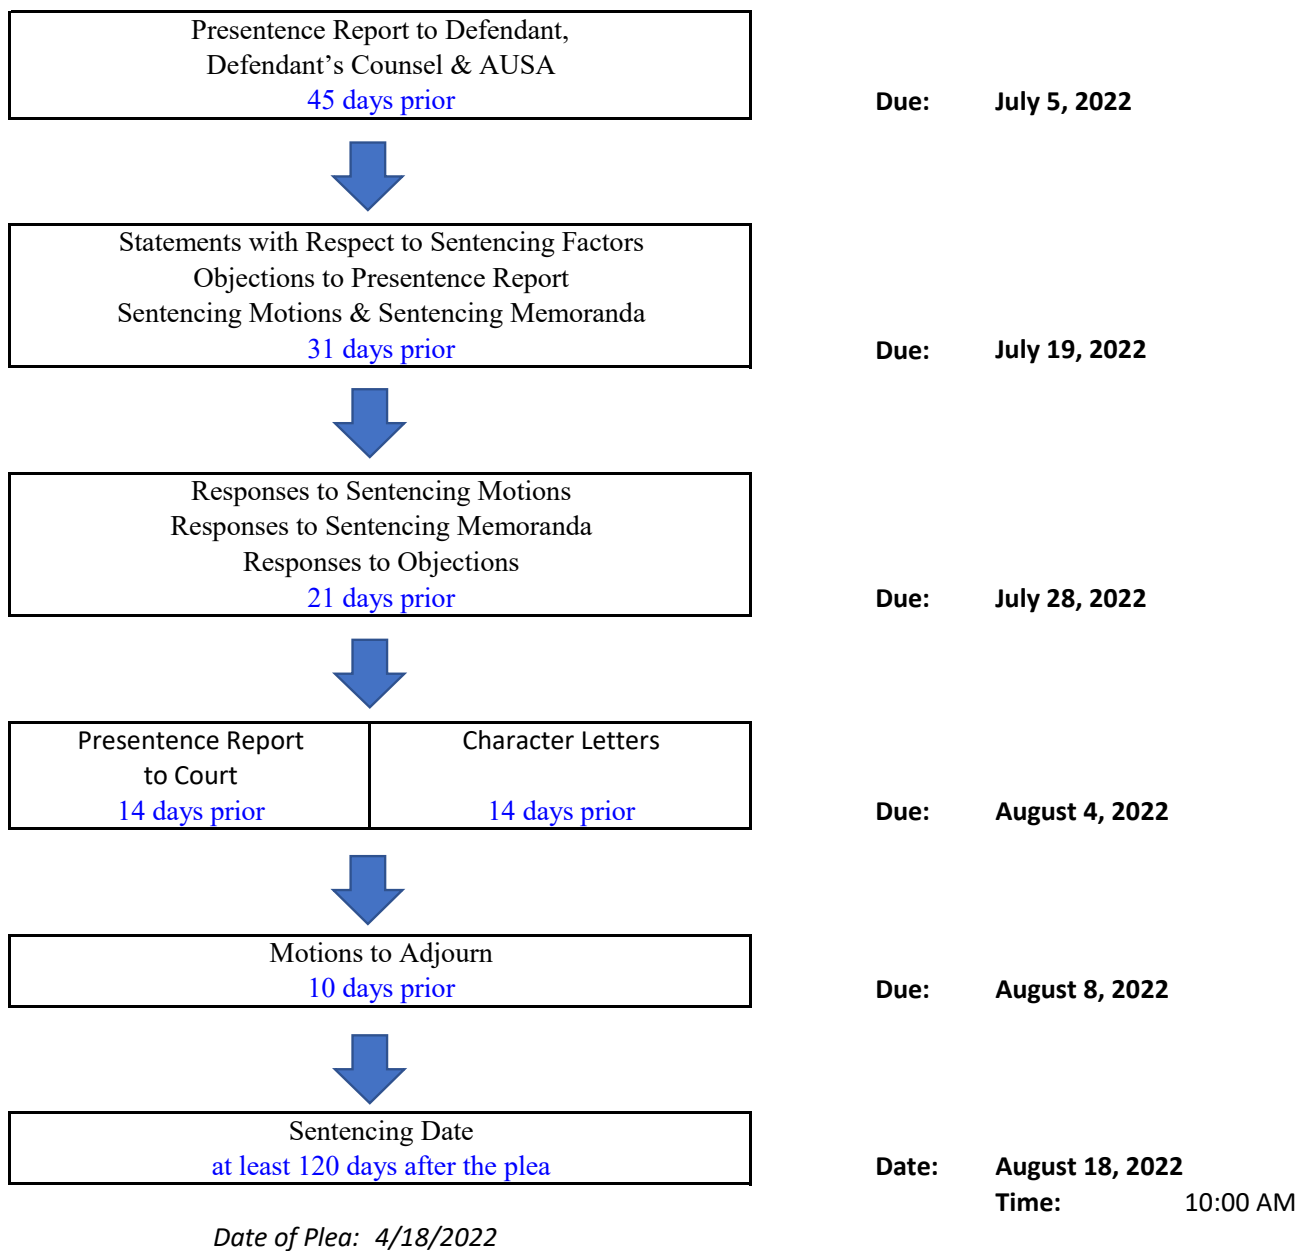 Presentence Report to Defendant,
Defendant's Counsel & AUSA
45 days prior
Due: July 5, 2022
Statements with Respect to Sentencing Factors
Objections to Presentence Report
Sentencing Motions & Sentencing Memoranda
31 days prior
Due: July 19, 2022
Responses to Sentencing Motions
Responses to Sentencing Memoranda
Responses to Objections
21 days prior
Due: July 28, 2022
Presentence Report
to Court
14 days prior
Character Letters
14 days prior
Due: August 4, 2022
Motions to Adjourn
10 days prior
Due: August 8, 2022
Sentencing Date
at least 120 days after the plea
Date: August 18, 2022
Time: 10:00 AM
Date of Plea: 4/18/2022